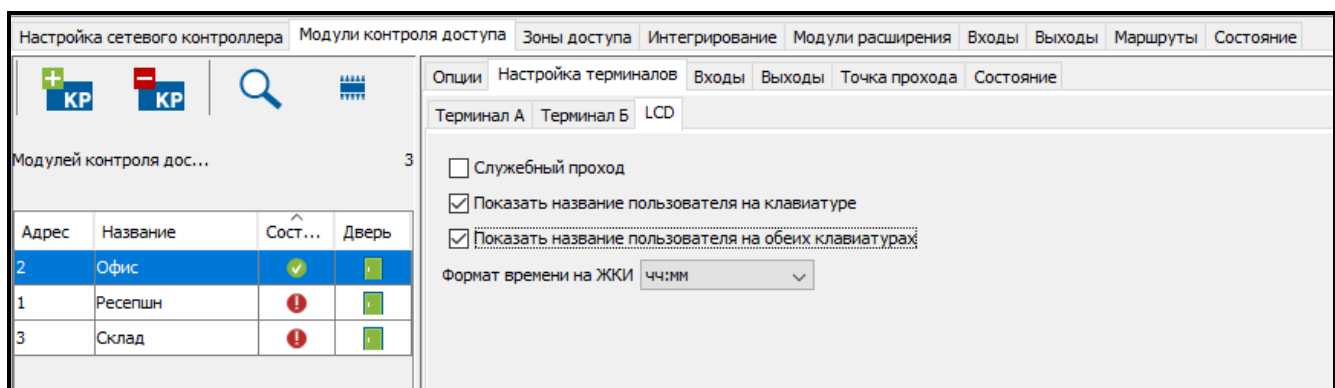 Настройка сетевого контроллера Модули контроля доступа Зоны доступа Интегрирование Модули расширения Входы Выходы Маршруты Состояние
КР КР
Опции Настройка терминалов Входы Выходы Точка прохода Состояние
Терминал А Терминал Б LCD
Модулей контроля дос... 3
Адрес Название Сост... Дверь
2 Офис
1 Ресепшн
3 Склад
Служебный проход
Показать название пользователя на клавиатуре
Показать название пользователя на обеих клавиатурах
Формат времени на ЖКИ чч:мм